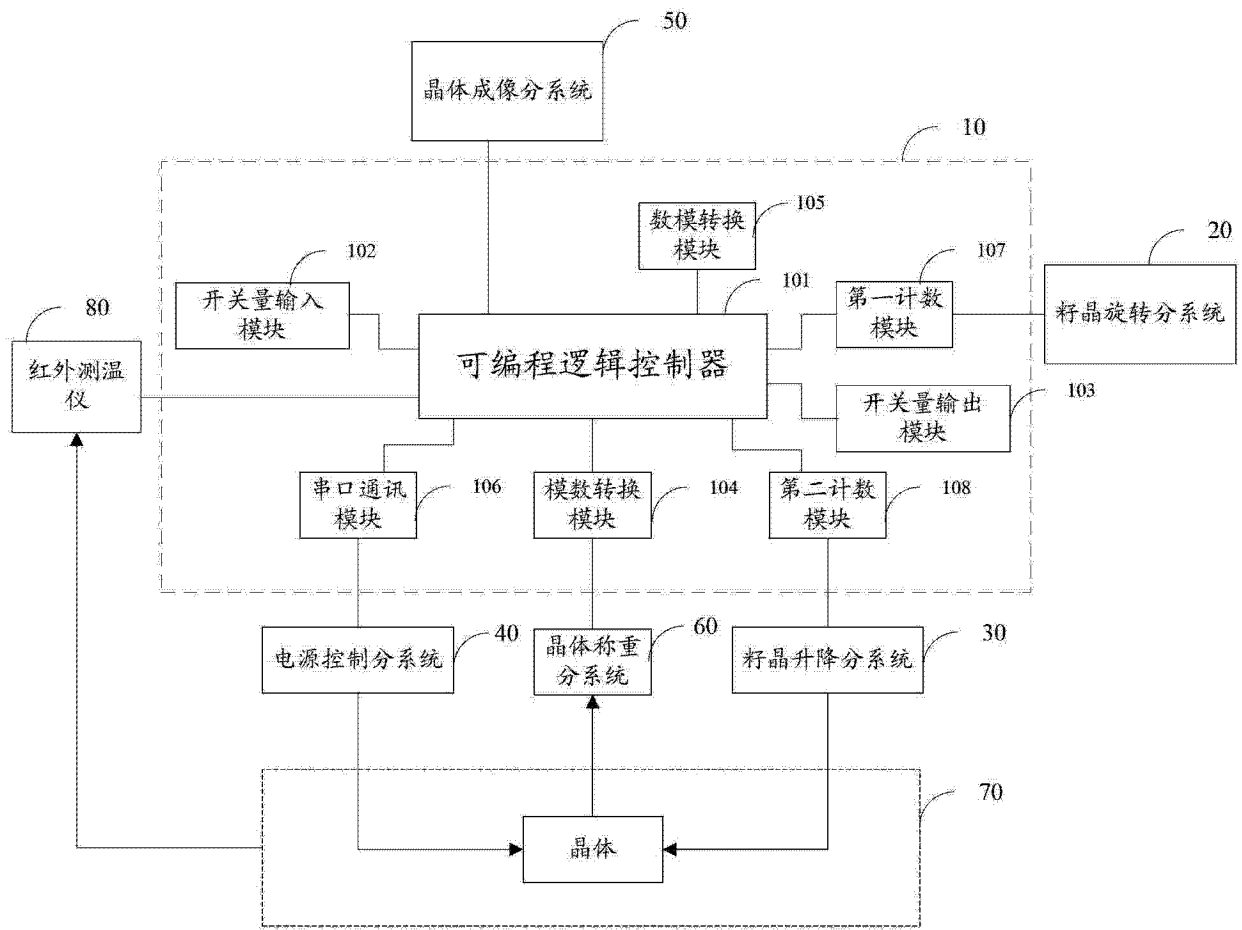 50
晶体成像分系统
10
105
数模转换
模块
102
开关量输入
模块
101
107
第一计数
模块
20
籽晶旋转分系统
80
红外测温
仪
可编程逻辑控制器
开关量输出
模块
103
串口通讯
模块
106
模数转换
模块
104
第二计数
模块
108
电源控制分系统
40
晶体称重
分系统
60
籽晶升降分系统
30
70
晶体